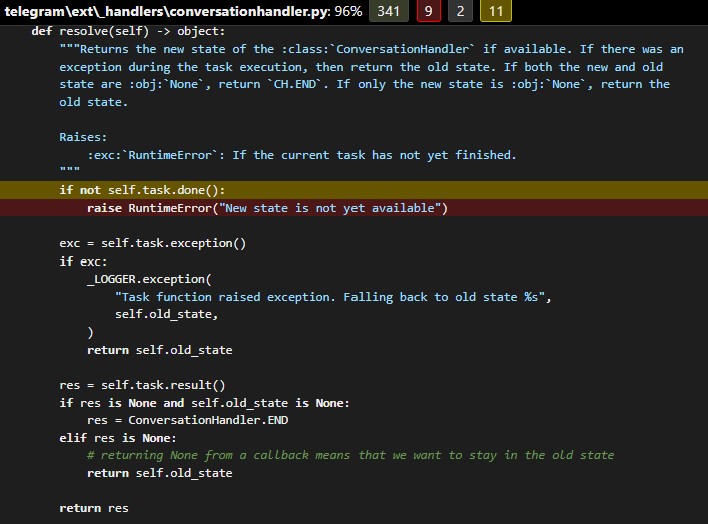 telegram\ext\_handlers\conversationhandler.py: 96% 341 9 2 11
def resolve(self) -> object:
"""Returns the new state of the :class:`ConversationHandler` if available. If there was an
exception during the task execution, then return the old state. If both the new and old
state are :obj:`None`, return `CH.END`. If only the new state is :obj:`None`, return the
old state.
Raises:
:exc:`RuntimeError`: If the current task has not yet finished.
"""
if not self.task.done():
raise RuntimeError("New state is not yet available")
exc = self.task.exception()
if exc:
_LOGGER.exception(
"Task function raised exception. Falling back to old state %s",
self.old_state,
)
return self.old_state
res = self.task.result()
if res is None and self.old_state is None:
res = ConversationHandler.END
elif res is None:
# returning None from a callback means that we want to stay in the old state
return self.old_state
return res